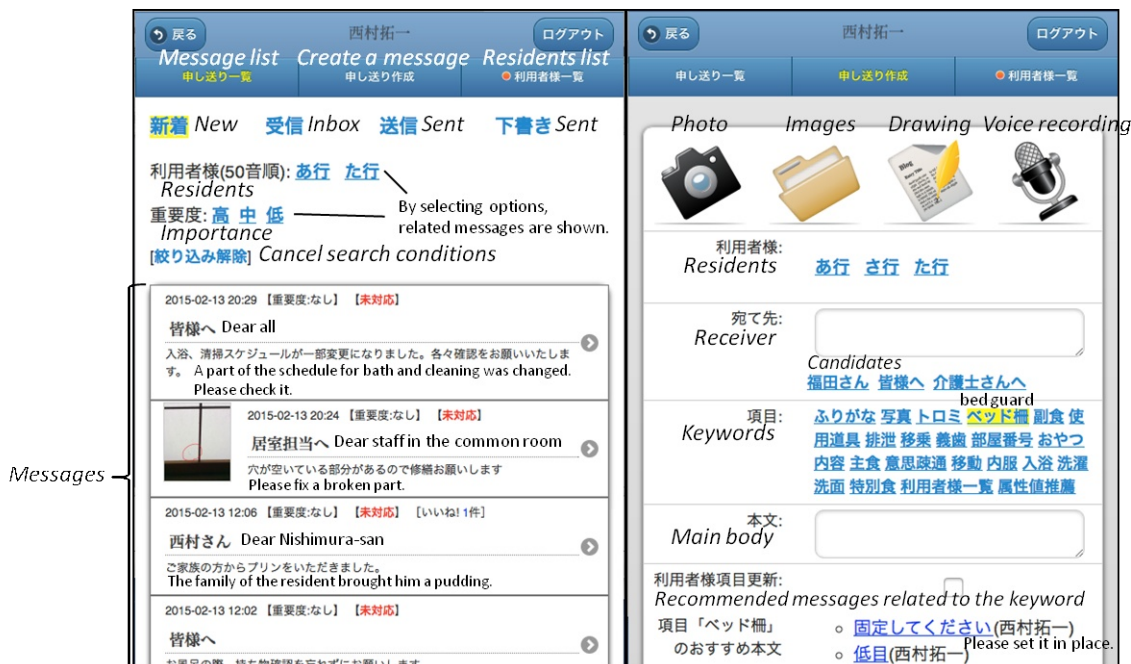 戻る
西村拓一
ログアウト
Message list Create a message Residents list
申し送り一覧 申し送り作成 利用者様一覧
新着 New 受信 Inbox 送信 Sent 下書き Sent
利用者様(50音順): あ行 た行
Residents
重要度: 高 中 低
Importance
By selecting options,
related messages are shown.
[絞り込み解除] Cancel search conditions
Messages
2015-02-13 20:29 【重要度:なし】 【未対応】
皆様へ Dear all
入浴、清掃スケジュールが一部変更になりました。各々確認をお願いいたしま
す。 A part of the schedule for bath and cleaning was changed.
Please check it.
2015-02-13 20:24 【重要度:なし】 【未対応】
居室担当へ Dear staff in the common room
穴が空いている部分があるので修繕お願いします
Please fix a broken part.
2015-02-13 12:06 【重要度:なし】 【未対応】 [いいね! 1件]
西村さん Dear Nishimura-san
ご家族の方からプリンをいただきました。
The family of the resident brought him a pudding.
2015-02-13 12:02 【重要度:なし】 【未対応】
皆様へ
お風呂の際、持ち物確認を忘れずにお願いします
戻る
西村拓一
ログアウト
申し送り一覧 申し送り作成 利用者様一覧
Photo Images Drawing Voice recording
Blog
利用者様:
Residents
あ行 さ行 た行
宛て先:
Receiver
Candidates
福田さん 皆様へ 介護士さんへ
bed guard
項目:
Keywords
ふりがな 写真 トロミ ベッド柵 副食 使
用道具 排泄 移乗 義歯 部屋番号 おやつ
内容 主食 意思疎通 移動 内服 入浴 洗濯
洗面 特別食 利用者様一覧 属性値推薦
本文:
Main body
利用者様項目更新:
Recommended messages related to the keyword
項目「ベッド柵」
のおすすめ本文
固定してください(西村拓一)
Please set it in place.
低目(西村拓一)